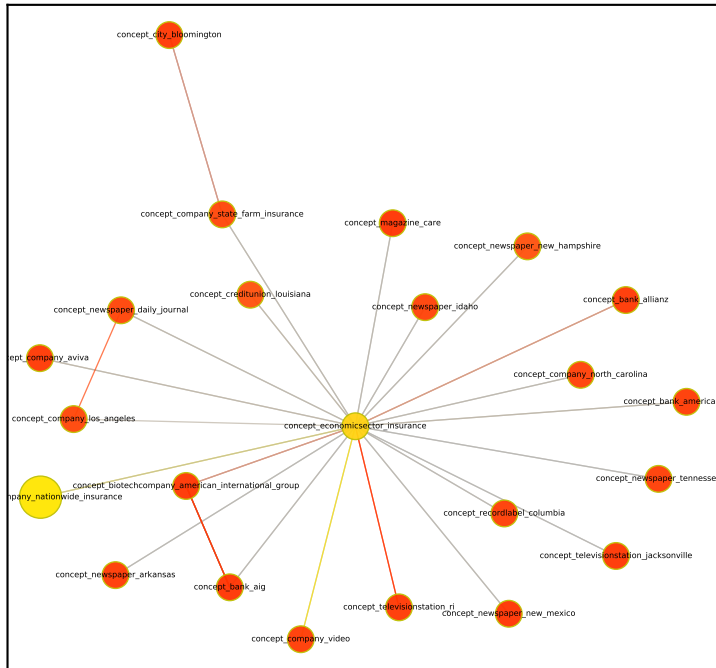 concept_city_bloomington
concept_company_state_farm_insurance
concept_magazine_care
concept_newspaper_new_hampshire
concept_creditunion_louisiana
concept_bank_allianz
concept_newspaper_daily_journal
concept_newspaper_idaho
cept_company_aviva
concept_company_north_carolina
concept_bank_america
concept_company_los_angeles
concept_economicsector_insurance
concept_newspaper_tennesse
concept_biotechcompany_american_international_group
mpany_nationwide_insurance
concept_recordlabel_columbia
concept_televisionstation_jacksonville
concept_newspaper_arkansas
concept_bank_aig
concept_televisionstation_ri
concept_newspaper_new_mexico
concept_company_video